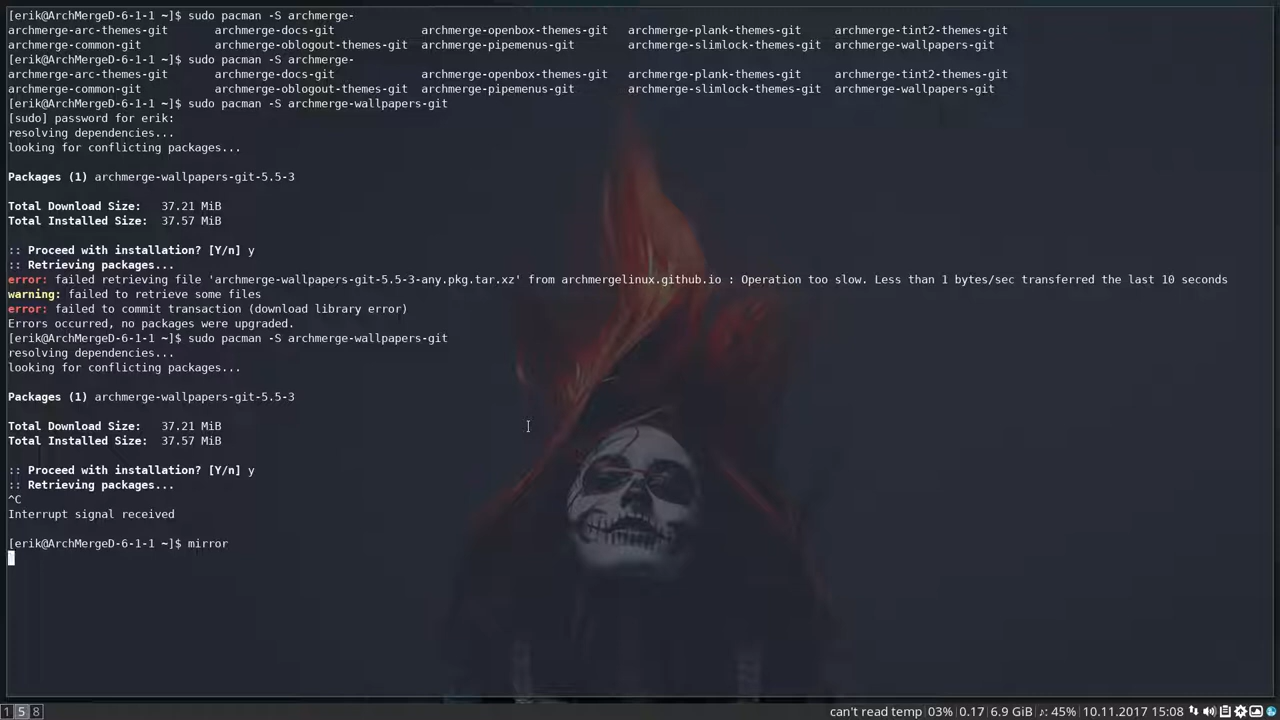 [erik@ArchMergeD-6-1-1 ~]$ sudo pacman -S archmerge-
archmerge-arc-themes-git archmerge-docs-git archmerge-openbox-themes-git archmerge-plank-themes-git archmerge-tint2-themes-git
archmerge-common-git archmerge-oblogout-themes-git archmerge-pipemenus-git archmerge-slimlock-themes-git archmerge-wallpapers-git
[erik@ArchMergeD-6-1-1 ~]$ sudo pacman -S archmerge-
archmerge-arc-themes-git archmerge-docs-git archmerge-openbox-themes-git archmerge-plank-themes-git archmerge-tint2-themes-git
archmerge-common-git archmerge-oblogout-themes-git archmerge-pipemenus-git archmerge-slimlock-themes-git archmerge-wallpapers-git
[erik@ArchMergeD-6-1-1 ~]$ sudo pacman -S archmerge-wallpapers-git
[sudo] password for erik:
resolving dependencies...
looking for conflicting packages...
Packages (1) archmerge-wallpapers-git-5.5-3
Total Download Size: 37.21 MiB
Total Installed Size: 37.57 MiB
:: Proceed with installation? [Y/n] y
:: Retrieving packages...
error: failed retrieving file 'archmerge-wallpapers-git-5.5-3-any.pkg.tar.xz' from archmergelinux.github.io : Operation too slow. Less than 1 bytes/sec transferred the last 10 seconds
warning: failed to retrieve some files
error: failed to commit transaction (download library error)
Errors occurred, no packages were upgraded.
[erik@ArchMergeD-6-1-1 ~]$ sudo pacman -S archmerge-wallpapers-git
resolving dependencies...
looking for conflicting packages...
Packages (1) archmerge-wallpapers-git-5.5-3
Total Download Size: 37.21 MiB
Total Installed Size: 37.57 MiB
:: Proceed with installation? [Y/n] y
:: Retrieving packages...
^C
Interrupt signal received
[erik@ArchMergeD-6-1-1 ~]$ mirror
1 5 8 can't read temp 03% 0.17 6.9 GiB ♪: 45% 10.11.2017 15:08